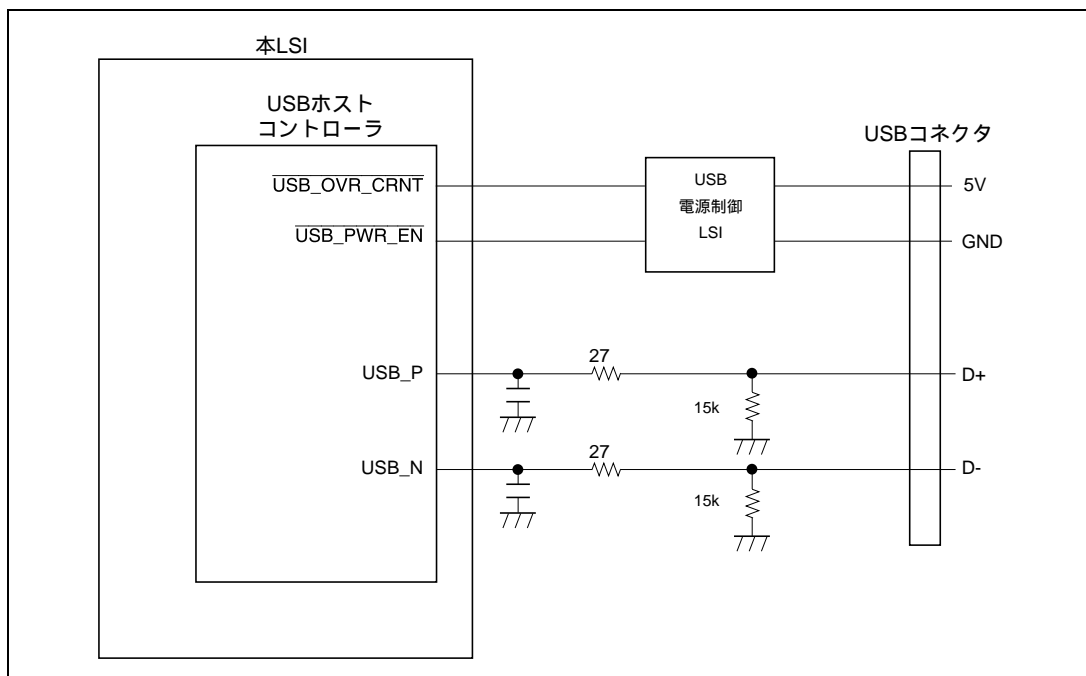 本LSI
USBホスト
コントローラ
USBコネクタ
USB_OVR_CRNT
USB
電源制御
LSI
5V
USB_PWR_EN
GND
USB_P
27
D+
15k
USB_N
27
D-
15k